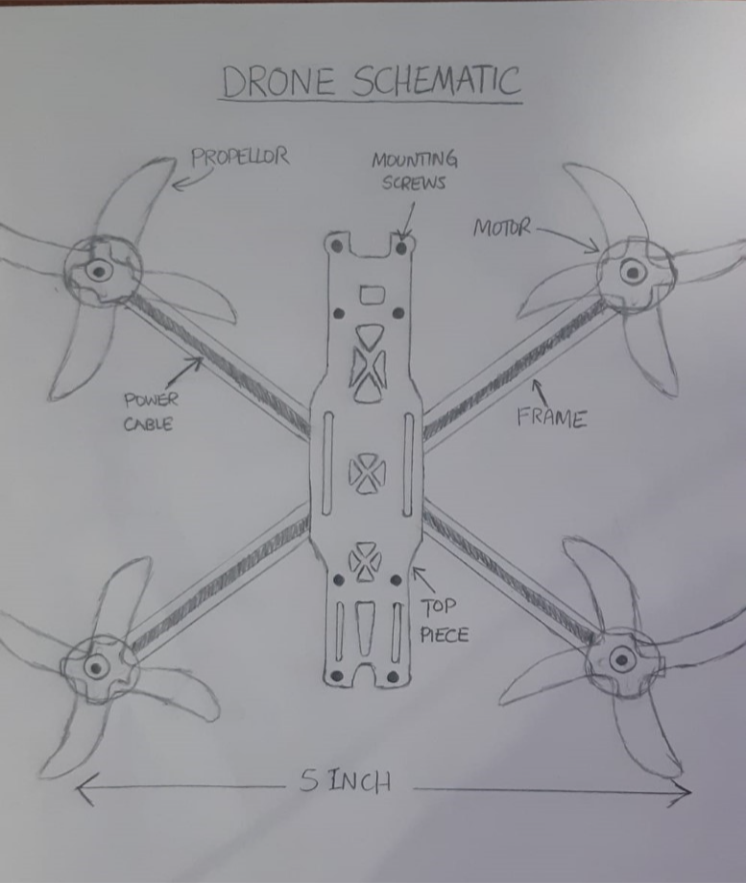 DRONE SCHEMATIC
PROPELLOR
MOUNTING
SCREWS
MOTOR
POWER
CABLE
FRAME
TOP
PIECE
5 INCH